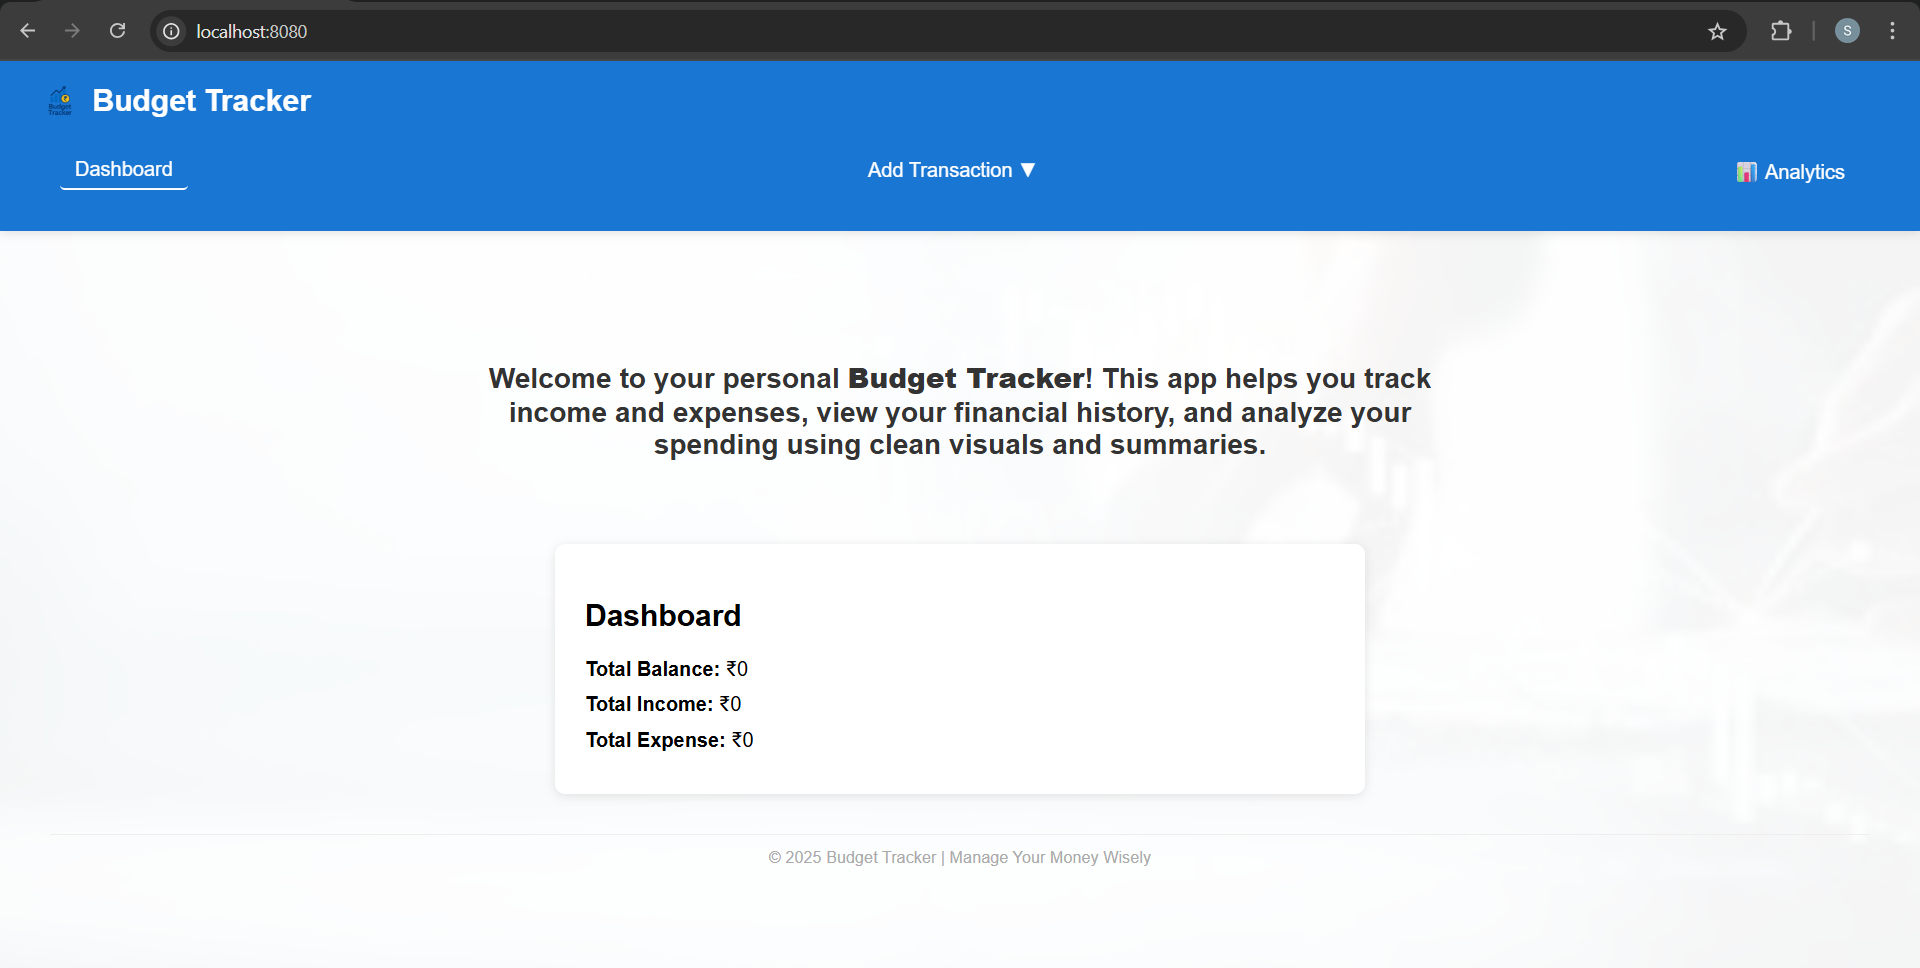 localhost:8080
S
Budget
Tracker
Budget Tracker
Dashboard
Add Transaction ▼
Analytics
Welcome to your personal Budget Tracker! This app helps you track
income and expenses, view your financial history, and analyze your
spending using clean visuals and summaries.
Dashboard
Total Balance: ₹0
Total Income: ₹0
Total Expense: ₹0
© 2025 Budget Tracker | Manage Your Money Wisely